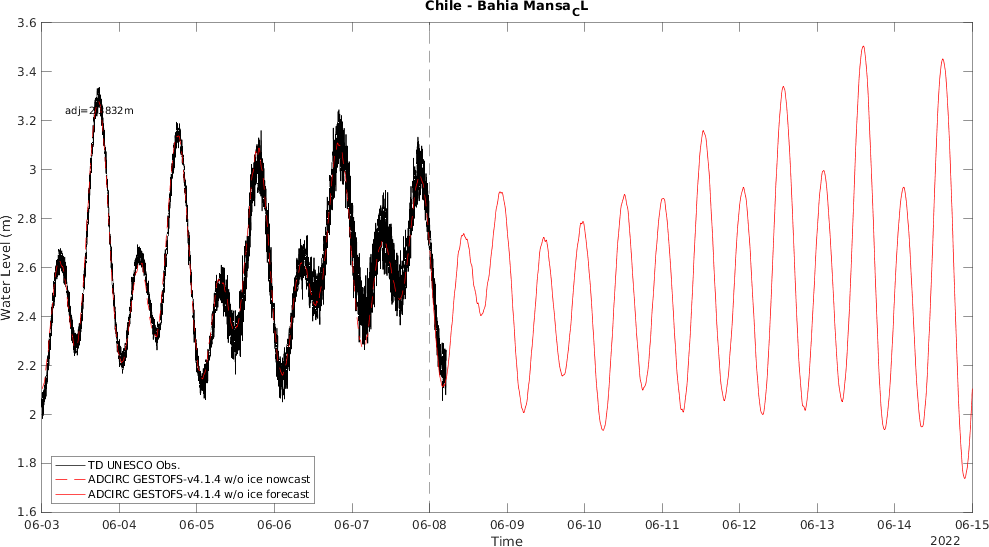 Chile - Bahia Mansa_CL
3.6
3.4
3.2
3
2.8
2.6
2.4
2.2
2
1.8
1.6
Water Level (m)
TD UNESCO Obs.
ADCIRC GESTOFS-v4.1.4 w/o ice nowcast
ADCIRC GESTOFS-v4.1.4 w/o ice forecast
06-03 06-04 06-05 06-06 06-07 06-08 06-09 06-10 06-11 06-12 06-13 06-14 06-15
Time
2022